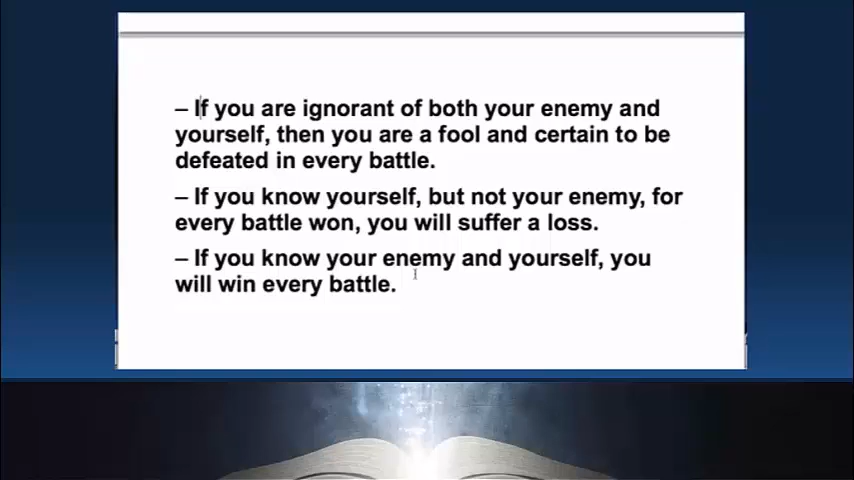 – If you are ignorant of both your enemy and
yourself, then you are a fool and certain to be
defeated in every battle.
– If you know yourself, but not your enemy, for
every battle won, you will suffer a loss.
– If you know your enemy and yourself, you
will win every battle.